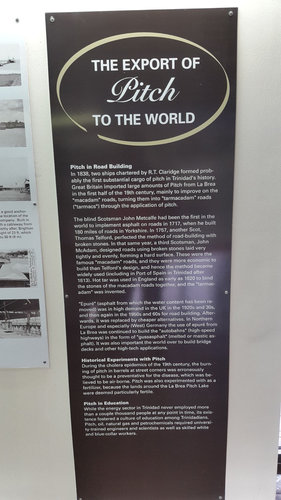 THE EXPORT OF
Pitch
TO THE WORLD
Pitch in Road Building
In 1838, two ships chartered by R.T. Claridge formed prob-
ably the first substantial cargo of pitch in Trinidad's history.
Great Britain imported large amounts of Pitch from La Brea
in the first half of the 19th century, mainly to improve on the
"macadam" roads, turning them into "tarmacadam" roads
("tarmacs") through the application of pitch.
The blind Scotsman John Metcalfe had been the first in the
world to implement asphalt on roads in 1717, when he built
180 miles of roads in Yorkshire. In 1757, another Scot,
Thomas Telford, perfected the method of road-building with
broken stones. In that same year, a third Scotsman, John
McAdam, designed roads using broken stones laid very
tightly and evenly, forming a hard surface. Those were the
famous "macadam" roads, and they were more economic to
build than Telford's design, and hence the method became
widely used (including in Port of Spain in Trinidad after
1813). Hot tar was used in England as early as 1820 to bind
the stones of the macadam roads together, and the "tarmac-
adam" was invented.
"Epuré" (asphalt from which the water content has been re-
moved) was in high demand in the UK in the 1920s and 30s,
and then again in the 1950s and 60s for road building. After-
wards, it was replaced by cheaper alternatives. In Northern
Europe and especially (West) Germany the use of epuré from
La Brea was continued to build the "autobahns" (high-speed
highways) in the form of "gussasphalt" (melted or mastic as-
phalt). It was also important the world over to build bridge
decks and other high-tech applications.
Historical Experiments with Pitch
During the cholera epidemics of the 19th century, the burn-
ing of pitch in barrels at street corners was erroneously
thought to be a preventative for the disease, which was be-
lieved to be air-borne. Pitch was also experimented with as a
fertilizer, because the lands around the La Brea Pitch Lake
were deemed particularly fertile.
Pitch in Education
While the energy sector in Trinidad never employed more
than a couple thousand people at any point in time, its exis-
tence fostered a culture of education among Trinidadians.
Pitch, oil, natural gas and petrochemicals required universi-
ty-trained engineers and scientists as well as skilled white
and blue-collar workers.